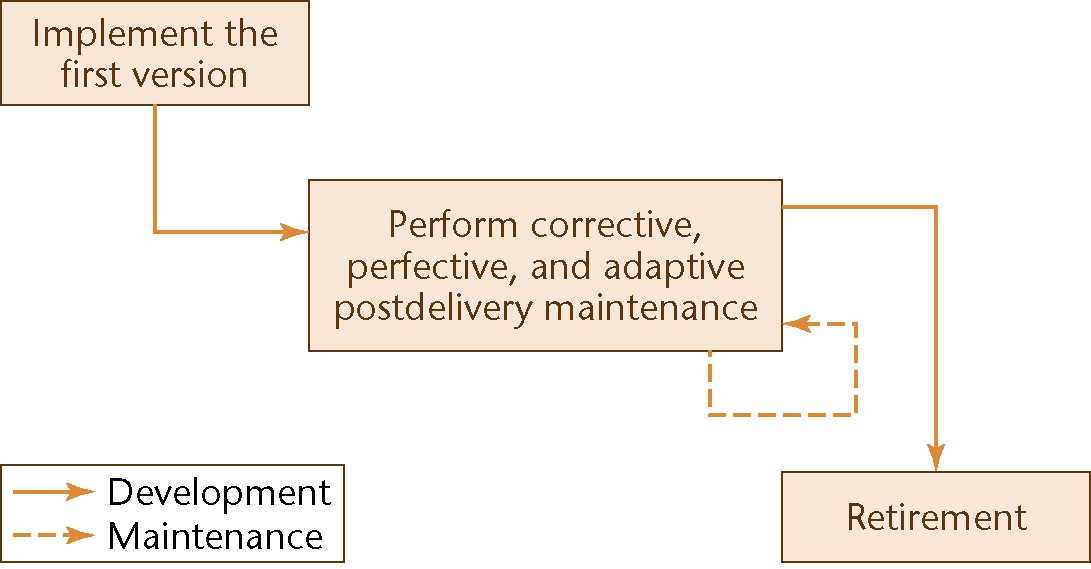 Implement the
first version
Perform corrective,
perfective, and adaptive
postdelivery maintenance
Development
Maintenance
Retirement